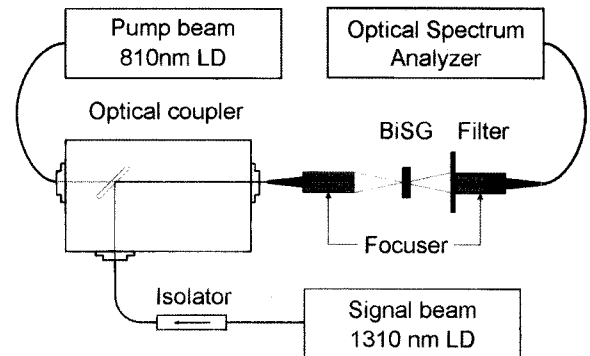 Pump beam
810nm LD
Optical Spectrum
Analyzer
Optical coupler
BiSG
Filter
Focuser
Isolator
Signal beam
1310 nm LD